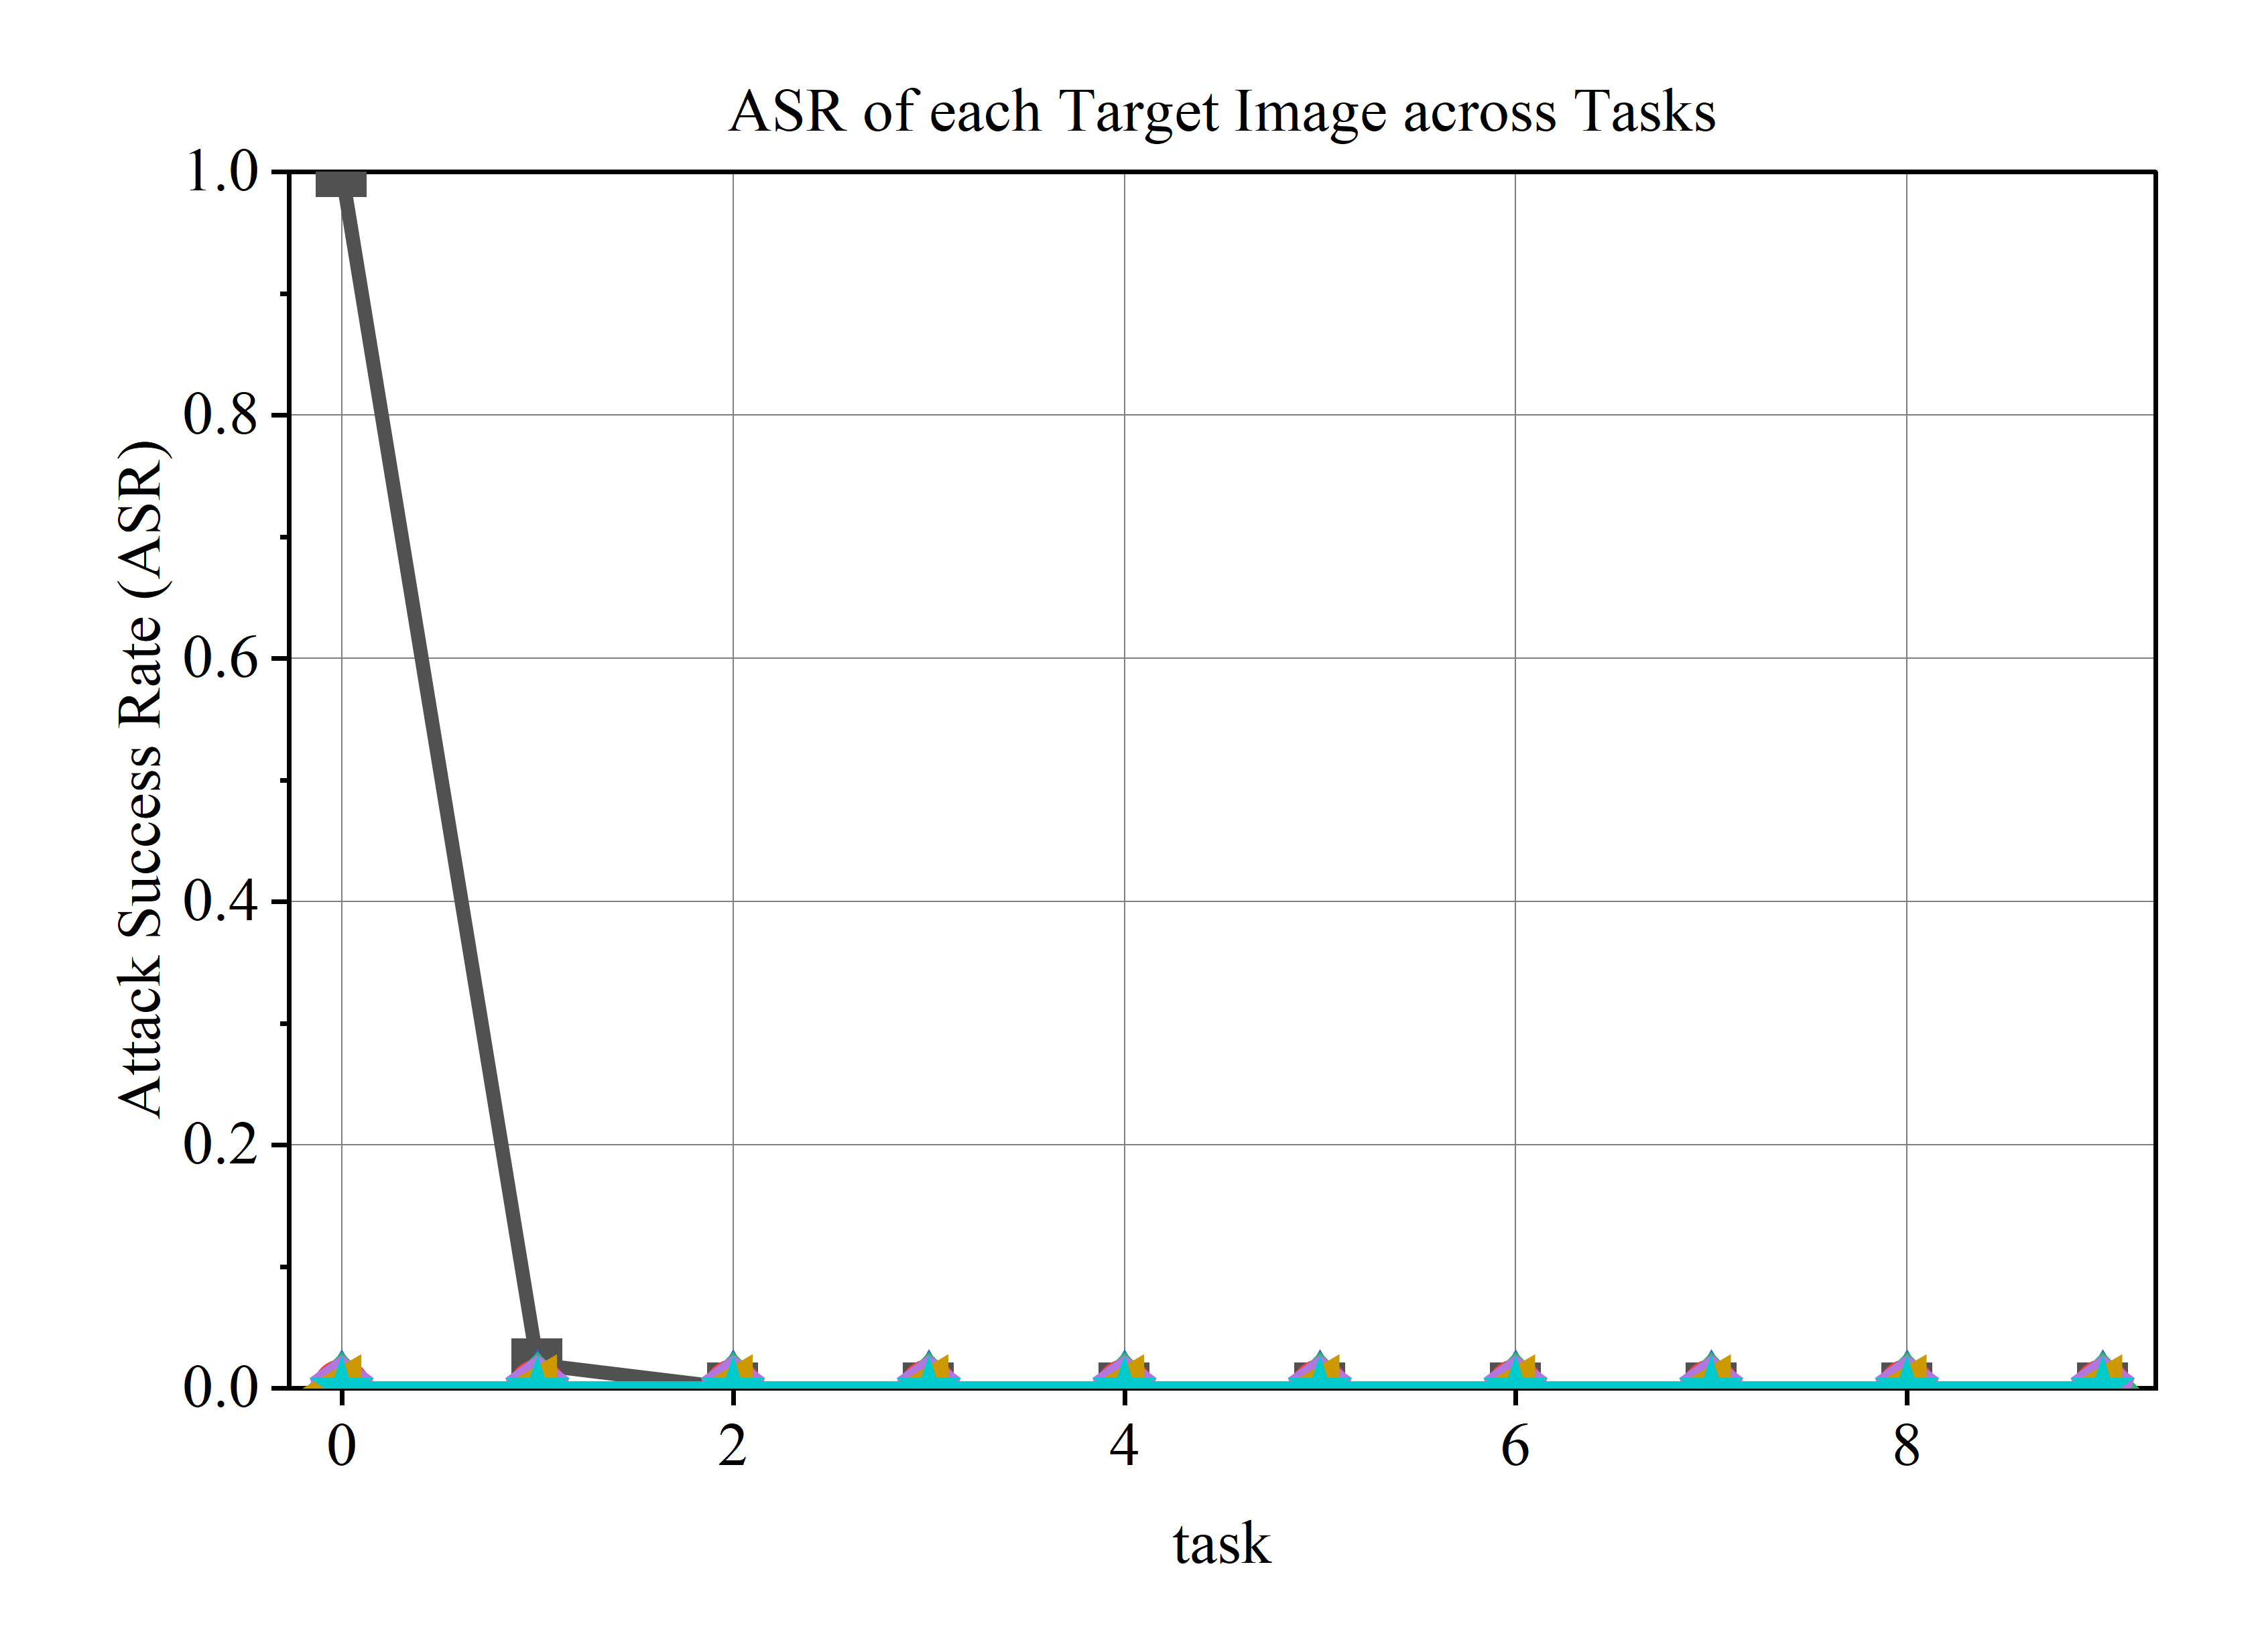 ASR of each Target Image across Tasks
1.0
0.8
0.6
0.4
0.2
0.0
Attack Success Rate (ASR)
0 2 4 6 8
task